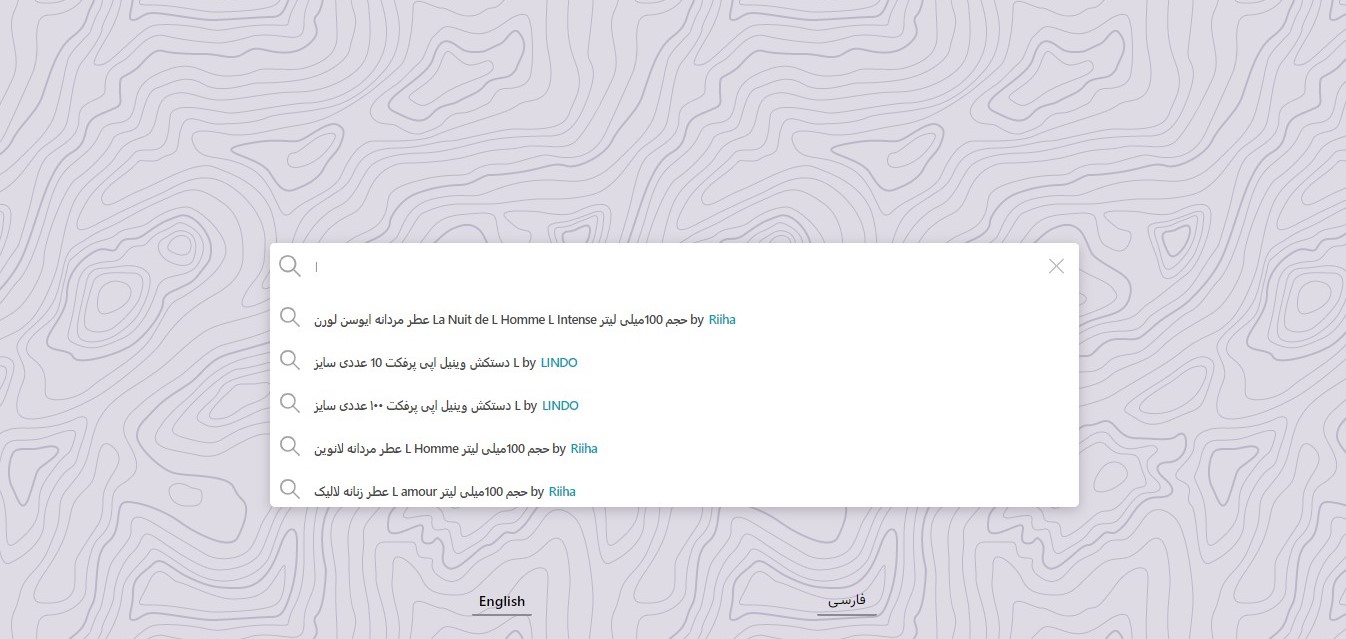 l
عطر مردانه ایوسن لورن La Nuit de L Homme L Intense حجم 100میلی لیتر by Riiha
دستکش وینیل اپی پرفکت 10 عددی سایز L by LINDO
دستکش وینیل اپی پرفکت ۱۰۰ عددی سایز L by LINDO
عطر مردانه لانوین L Homme حجم 100میلی لیتر by Riiha
عطر زنانه لالیک L amour حجم 100میلی لیتر by Riiha
English
فارسی